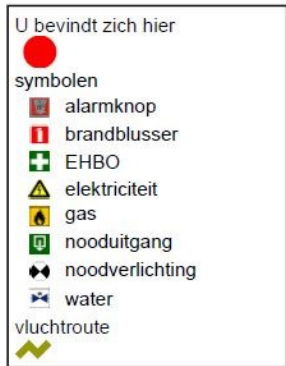 U bevindt zich hier
symbolen
alarmknop
brandblusser
EHBO
elektriciteit
gas
nooduitgang
noodverlichting
water
vluchtroute